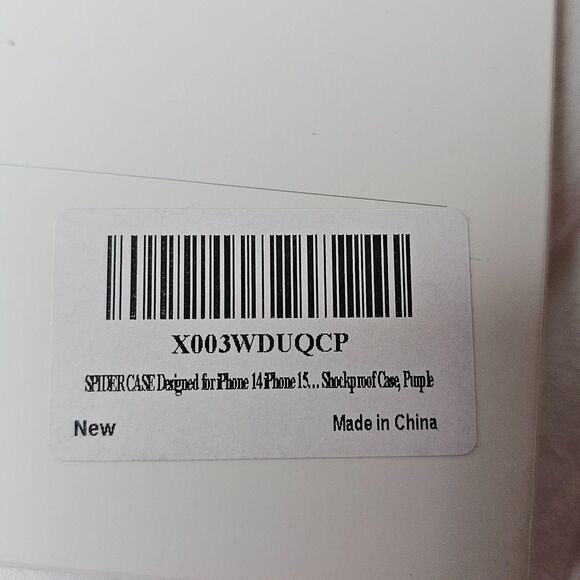 X003WDUQCP
SPIDER CASE Designed for iPhone 14 iPhone 15... Shockproof Case, Purple
New
Made in China